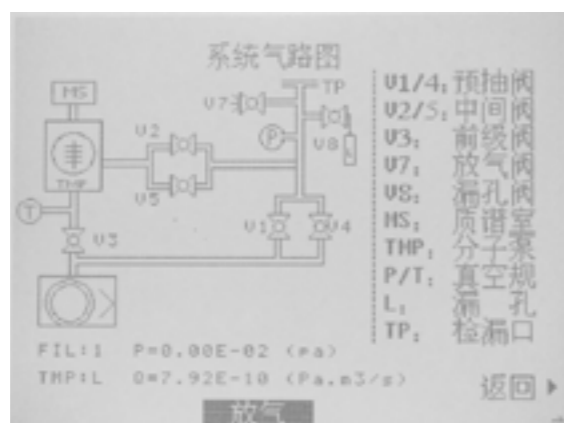 系统气路图
MS
TP
V7
V2
P
V8
TMP
V5
T
V3
V1
V4
V1/4: 预抽阀
V2/5: 中间阀
V3: 前级阀
V7: 放气阀
V8: 漏孔阀
MS: 质谱室
TMP: 分子泵
P/T: 真空规
L: 漏 孔
TP: 检漏口
FIL:1 P=0.00E-02 (pa)
TMP:L Q=7.92E-10 (Pa.m3/s)
返回
放气